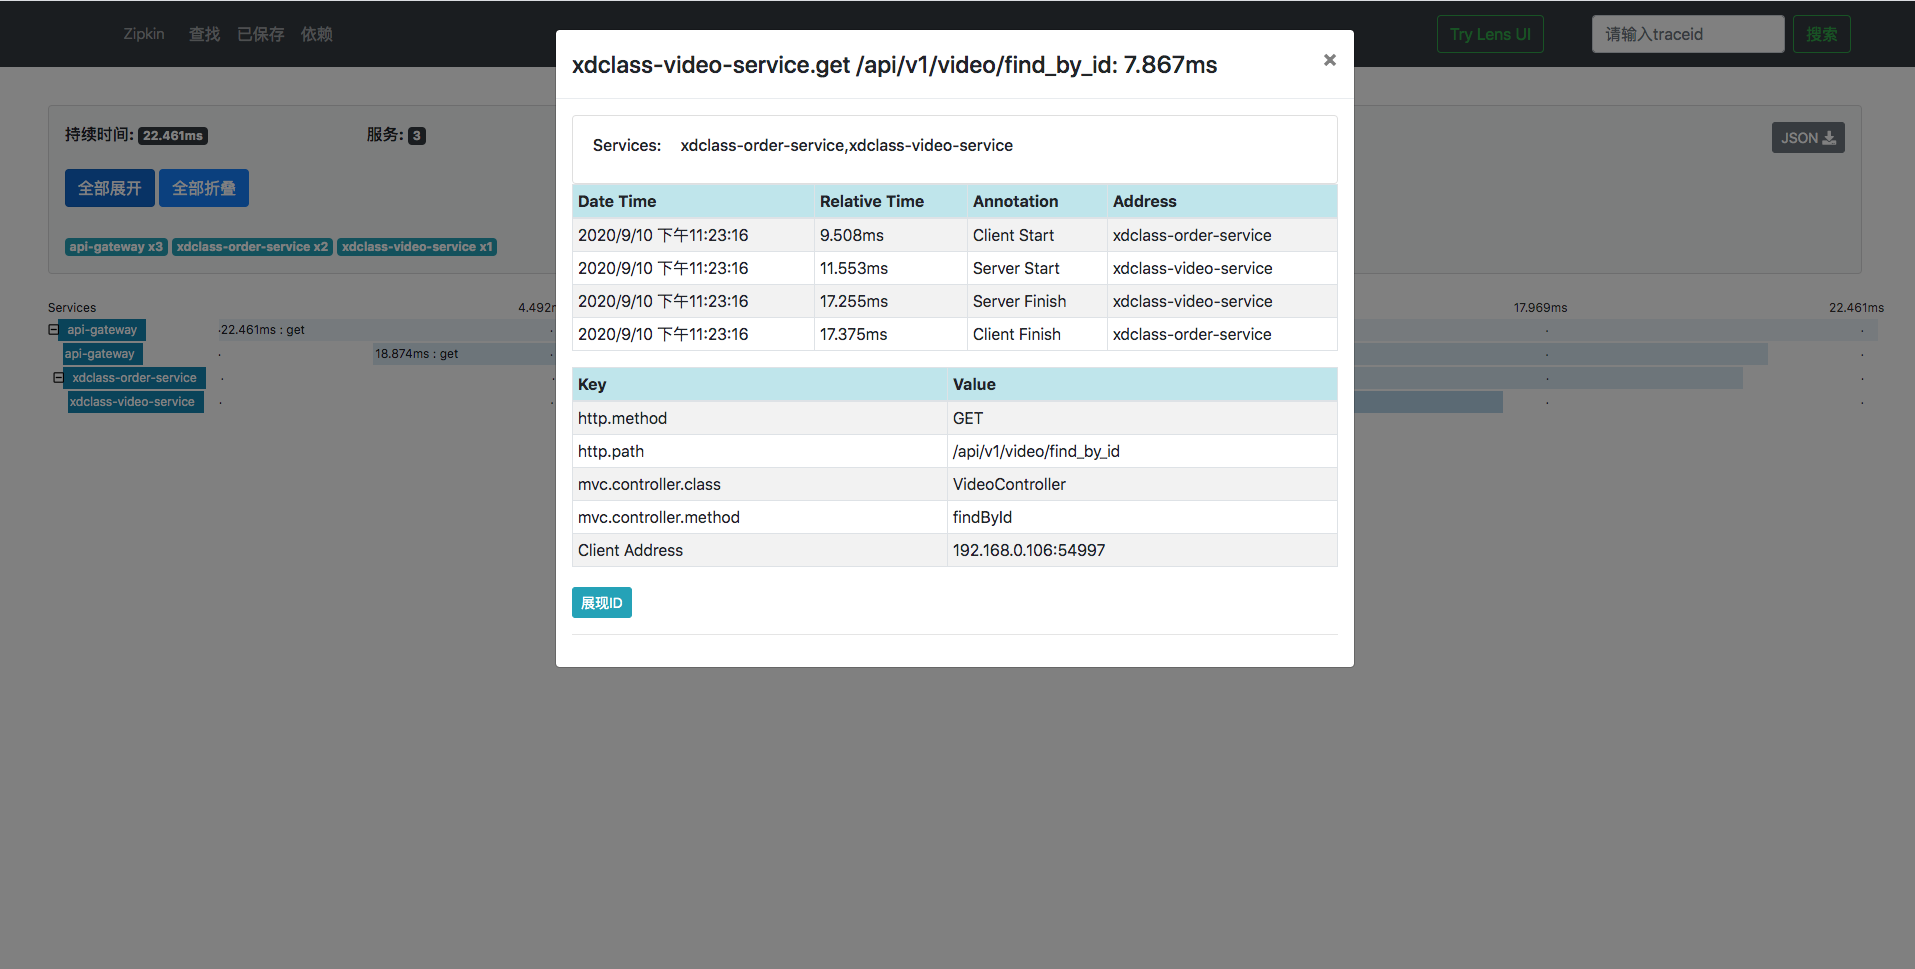 Zipkin 查找 已保存 依赖 Try Lens UI 请输入traceid 搜索
xdclass-video-service.get /api/v1/video/find_by_id: 7.867ms ×
持续时间: 22.461ms 服务: 3 JSON
全部展开 全部折叠
api-gateway x3 xdclass-order-service x2 xdclass-video-service x1
Services: xdclass-order-service,xdclass-video-service
Date Time Relative Time Annotation Address
2020/9/10 下午11:23:16 9.508ms Client Start xdclass-order-service
2020/9/10 下午11:23:16 11.553ms Server Start xdclass-video-service
2020/9/10 下午11:23:16 17.255ms Server Finish xdclass-video-service
2020/9/10 下午11:23:16 17.375ms Client Finish xdclass-order-service
Services 4.492m 17.969ms 22.461ms
api-gateway 22.461ms : get
api-gateway 18.874ms : get
xdclass-order-service
xdclass-video-service
Key Value
http.method GET
http.path /api/v1/video/find_by_id
mvc.controller.class VideoController
mvc.controller.method findById
Client Address 192.168.0.106:54997
展现ID